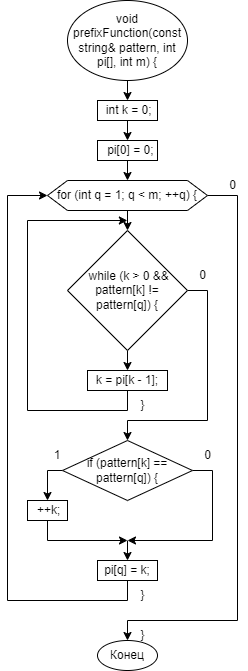 void
prefixFunction(const
string& pattern, int
pi[], int m) {
int k = 0;
pi[0] = 0;
for (int q = 1; q < m; ++q) {
0
while (k > 0 &&
pattern[k] !=
pattern[q]) {
0
k = pi[k - 1];
}
1
if (pattern[k] ==
pattern[q]) {
0
++k;
pi[q] = k;
}
}
Конец